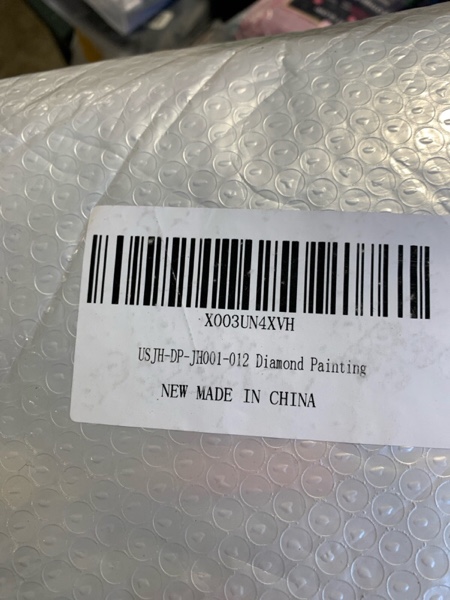 X003UN4XVH
USJH-DP-JH001-012 Diamond Painting
NEW MADE IN CHINA